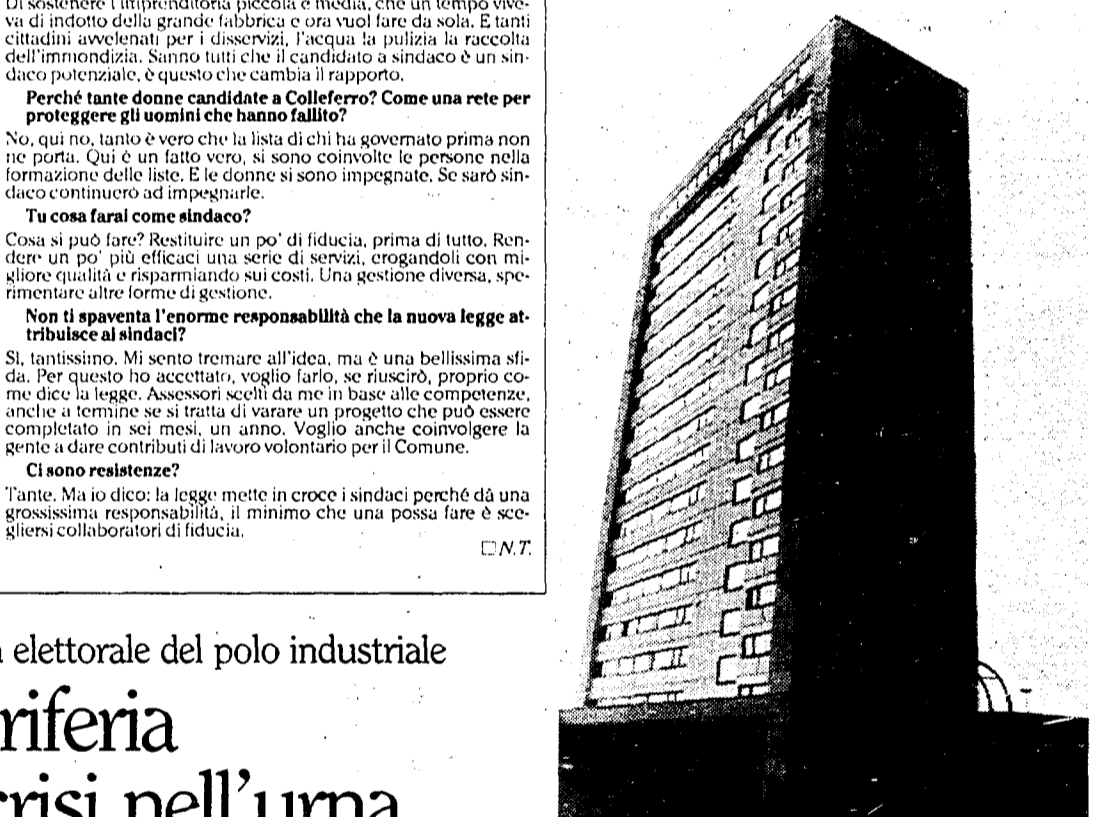 Di sostenere l'imprenditoria piccola e media, che un tempo vive-
va di indotto della grande fabbrica e ora vuol fare da sola. E tanti
cittadini avvelenati per i disservizi, l'acqua la pulizia la raccolta
dell'immondizia. Sanno tutti che il candidato a sindaco è un sin-
daco potenziale, è questo che cambia il rapporto.
Perché tante donne candidate a Colleferro? Come una rete per
proteggere gli uomini che hanno fallito?
No, qui no, tanto è vero che la lista di chi ha governato prima non
ne porta. Qui è un fatto vero, si sono coinvolte le persone nella
formazione delle liste. E le donne si sono impegnate. Se sarò sin-
daco continuerò ad impegnarle.
Tu cosa farai come sindaco?
Cosa si può fare? Restituire un po' di fiducia, prima di tutto. Ren-
dere un po' più efficaci una serie di servizi, erogandoli con mi-
gliore qualità e risparmiando sui costi. Una gestione diversa, spe-
rimentare altre forme di gestione.
Non ti spaventa l'enorme responsabilità che la nuova legge at-
tribuisce ai sindaci?
Sì, tantissimo. Mi sento tremare all'idea, ma è una bellissima sfi-
da. Per questo ho accettato, voglio farlo, se riuscirò, proprio co-
me dice la legge. Assessori scelti da me in base alle competenze,
anche a termine se si tratta di varare un progetto che può essere
completato in sei mesi, un anno. Voglio anche coinvolgere la
gente a dare contributi di lavoro volontario per il Comune.
Ci sono resistenze?
Tante. Ma io dico: la legge mette in croce i sindaci perché dà una
grossissima responsabilità, il minimo che una possa fare è sce-
gliersi collaboratori di fiducia.
□ N.T.
elettorale del polo industriale
riferia
crisi nell'urna